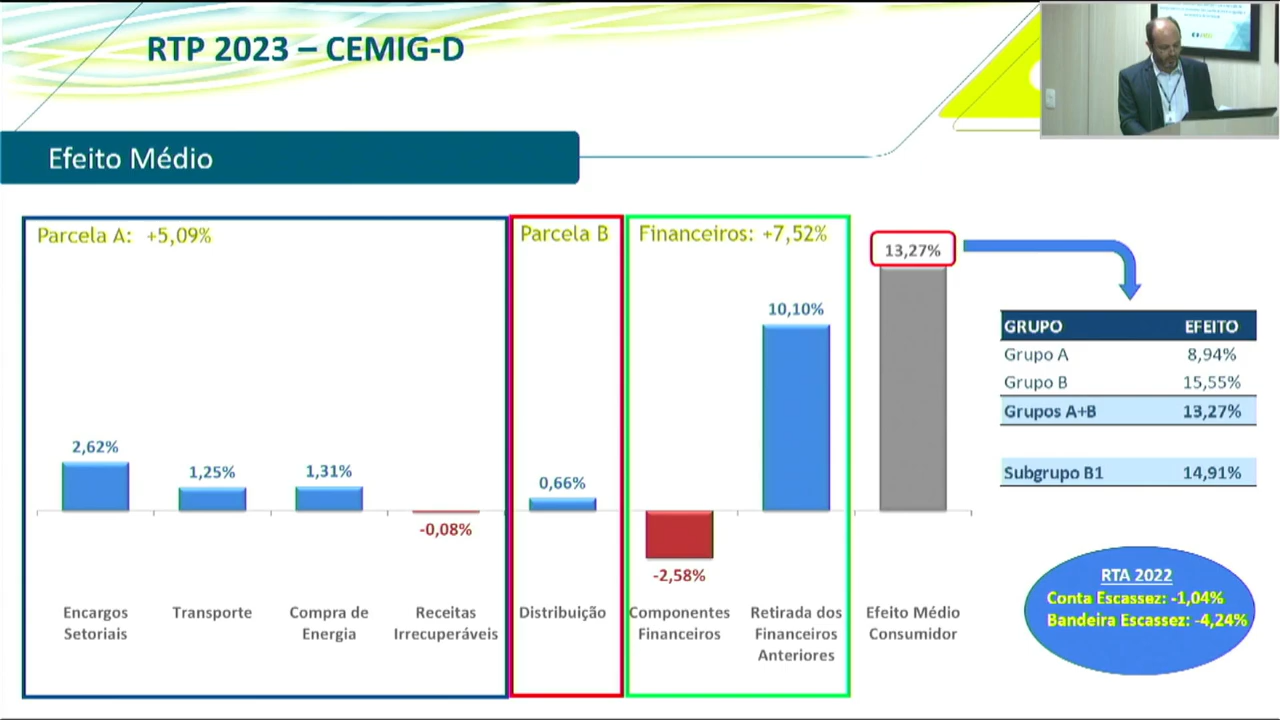 RTP 2023 – CEMIG-D
Efeito Médio
Parcela A: +5,09%
Parcela B
Financeiros: +7,52%
13,27%
10,10%
2,62%
1,25%
1,31%
-0,08%
0,66%
-2,58%
Encargos
Setoriais
Transporte
Compra de
Energia
Receitas
Irrecuperáveis
Distribuição
Componentes
Financeiros
Retirada dos
Financeiros
Anteriores
Efeito Médio
Consumidor
GRUPO EFEITO
Grupo A 8,94%
Grupo B 15,55%
Grupos A+B 13,27%
Subgrupo B1 14,91%
RTA 2022
Conta Escassez: -1,04%
Bandeira Escassez: -4,24%